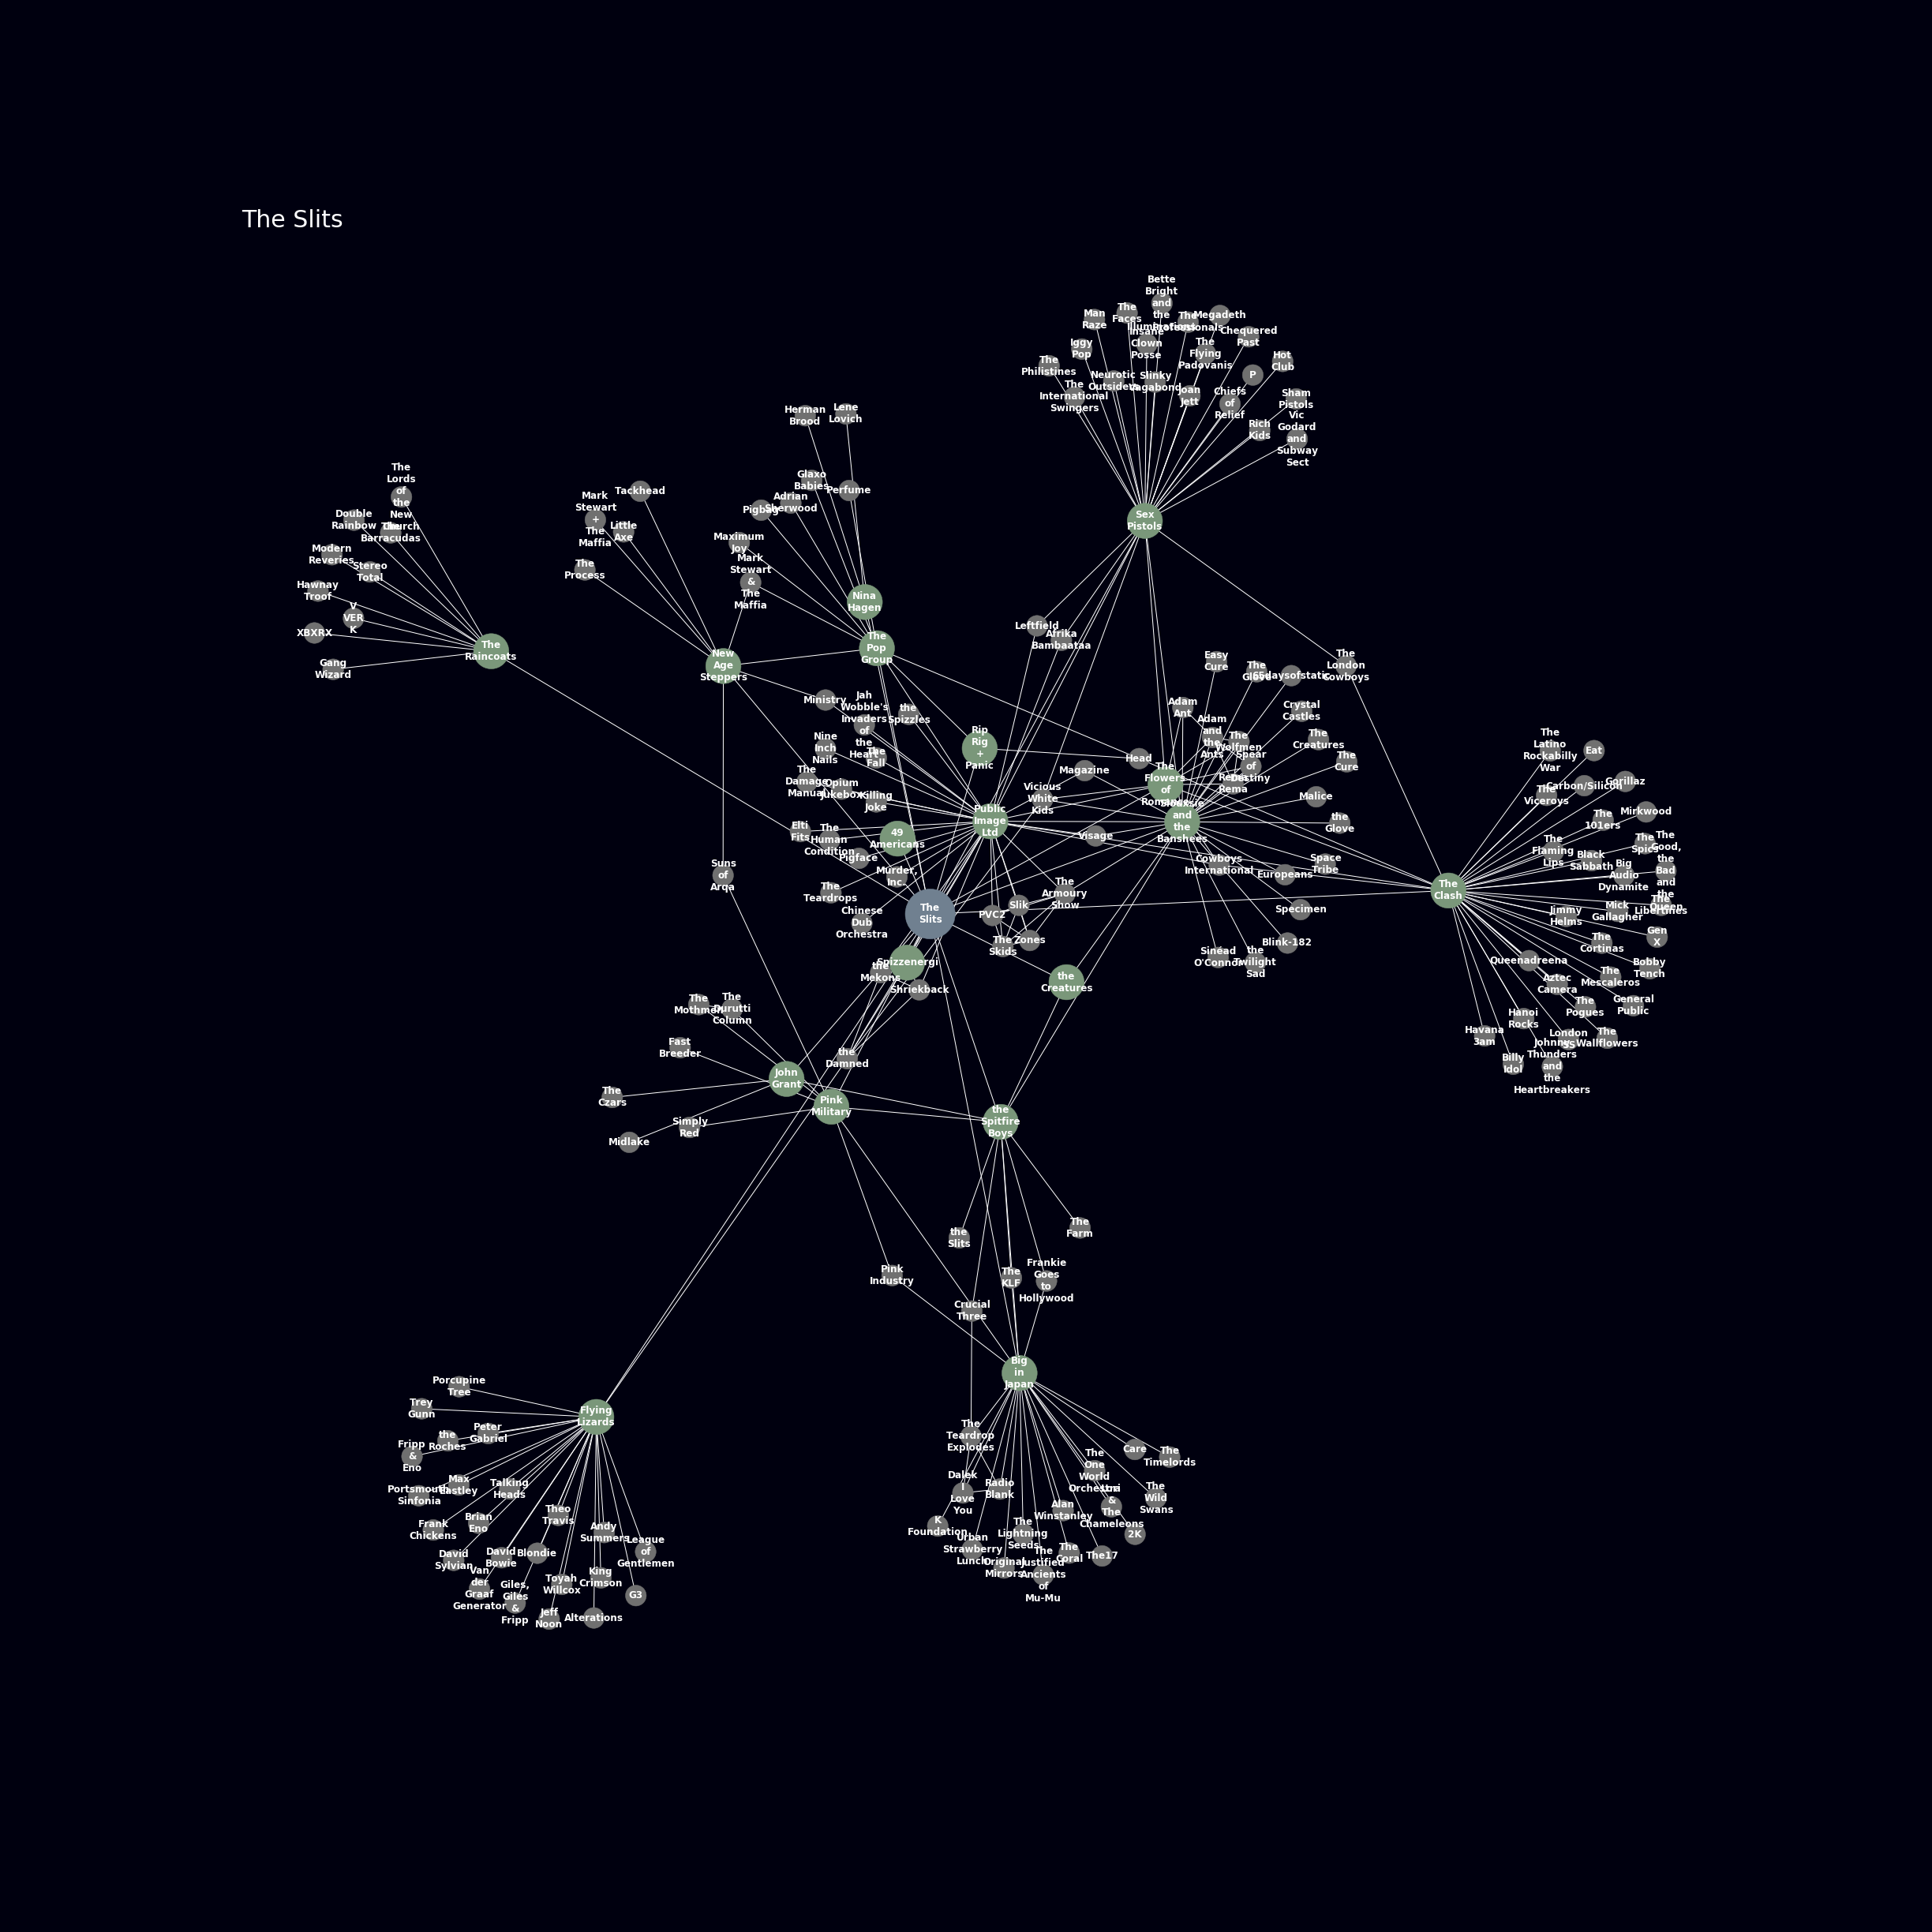 The Slits
Bette
Bright
and
the
Illuminations
The
Faces
Man
Raze
The
Professionals
Megadeth
Insane
Clown
Posse
Chequered
Past
Iggy
Pop
The
Flying
Padovanis
Hot
Club
The
Philistines
Neurotic
Outsiders
Slinky
Vagabond
P
The
International
Swingers
Joan
Jett
Chiefs
of
Relief
Sham
Pistols
Rich
Kids
Vic
Godard
and
Subway
Sect
Sex
Pistols
Herman
Brood
Lene
Lovich
Glaxo
Babies
Perfume
Adrian
Sherwood
Pigbag
Maximum
Joy
Mark
Stewart
&
The
Maffia
Nina
Hagen
The
Pop
Group
Tackhead
Mark
Stewart
+
The
Maffia
Little
Axe
The
Process
New
Age
Steppers
The
Lords
of
the
New
Church
Double
Rainbow
The
Barracudas
Modern
Reveries
Stereo
Total
Hawnay
Troof
V
VER
K
XBXRX
Gang
Wizard
The
Raincoats
Leftfield
Afrika
Bambaataa
The
London
Cowboys
Easy
Cure
The
Glove
65daysofstatic
Adam
Ant
Crystal
Castles
Adam
and
the
Ants
The
Wolfmen
The
Creatures
Spear
of
Destiny
The
Cure
Rema
Rema
Head
Magazine
The
Flowers
of
Romance
Malice
the
Glove
Siouxsie
and
the
Banshees
Ministry
Jah
Wobble's
Invaders
of
the
Heart
the
Spizzles
Rip
Rig
+
Panic
Nine
Inch
Nails
The
Fall
The
Damage
Manual
Opium
Jukebox
Killing
Joke
Vicious
White
Kids
Public
Image
Ltd
Elti
Fits
The
Human
Condition
49
Americans
Visage
Pigface
Murder,
Inc.
The
Teardrops
Chinese
Dub
Orchestra
The
Slits
The
Armoury
Show
Slik
PVC2
The
Skids
Zones
Cowboys
International
Europeans
Space
Tribe
Specimen
Blink-182
Sinéad
O'Connor
the
Twilight
Sad
The
Latino
Rockabilly
War
Eat
The
Viceroys
Carbon/Silicon
Gorillaz
The
101ers
Mirkwood
The
Flaming
Lips
Black
Sabbath
The
Spics
The
Good,
the
Bad
and
the
Queen
Big
Audio
Dynamite
The
Clash
Jimmy
Helms
Mick
Gallagher
The
Libertines
Gen
X
The
Cortinas
Queenadreena
Bobby
Tench
Aztec
Camera
The
Mescaleros
The
Pogues
General
Public
Hanoi
Rocks
Havana
3am
London
SS
The
Wallflowers
Billy
Idol
Johnny
Thunders
and
the
Heartbreakers
Suns
of
Arqa
Spizzenergi
the
Mekons
Shriekback
the
Creatures
The
Mothmen
The
Durutti
Column
Fast
Breeder
the
Damned
John
Grant
The
Czars
Pink
Military
Simply
Red
Midlake
the
Spitfire
Boys
the
Slits
The
Farm
Pink
Industry
The
KLF
Frankie
Goes
to
Hollywood
Crucial
Three
Big
in
Japan
The
Teardrop
Explodes
Care
The
Timelords
The
One
World
Orchestra
Dalek
I
Love
You
Radio
Blank
Lori
&
The
Chameleons
The
Wild
Swans
Alan
Winstanley
K
Foundation
The
Lightning
Seeds
2K
Urban
Strawberry
Lunch
Original
Mirrors
The
Justified
Ancients
of
Mu-Mu
The
Coral
The17
Flying
Lizards
Porcupine
Tree
Trey
Gunn
Peter
Gabriel
the
Roches
Fripp
&
Eno
Max
Eastley
Portsmouth
Sinfonia
Talking
Heads
Frank
Chickens
Brian
Eno
Theo
Travis
Andy
Summers
League
of
Gentlemen
David
Sylvian
David
Bowie
Blondie
Van
der
Graaf
Generator
Giles,
Giles
&
Fripp
Toyah
Willcox
King
Crimson
G3
Jeff
Noon
Alterations